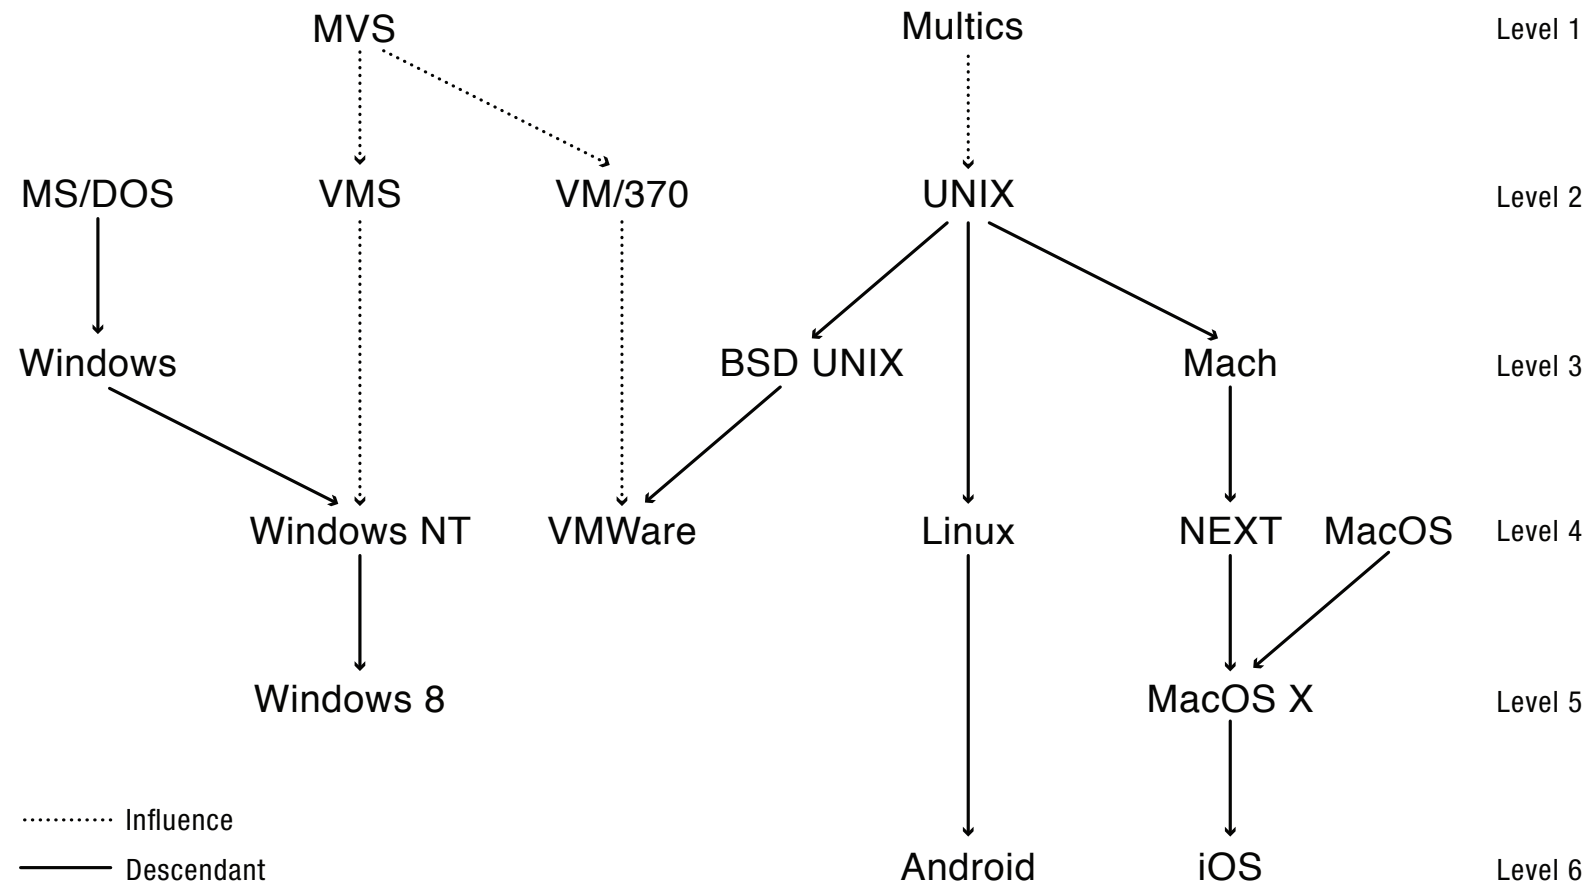 MVS Multics Level 1
MS/DOS VMS VM/370 UNIX Level 2
Windows BSD UNIX Mach Level 3
Windows NT VMWare Linux NEXT MacOS Level 4
Windows 8 MacOS X Level 5
Influence
Descendant Android iOS Level 6